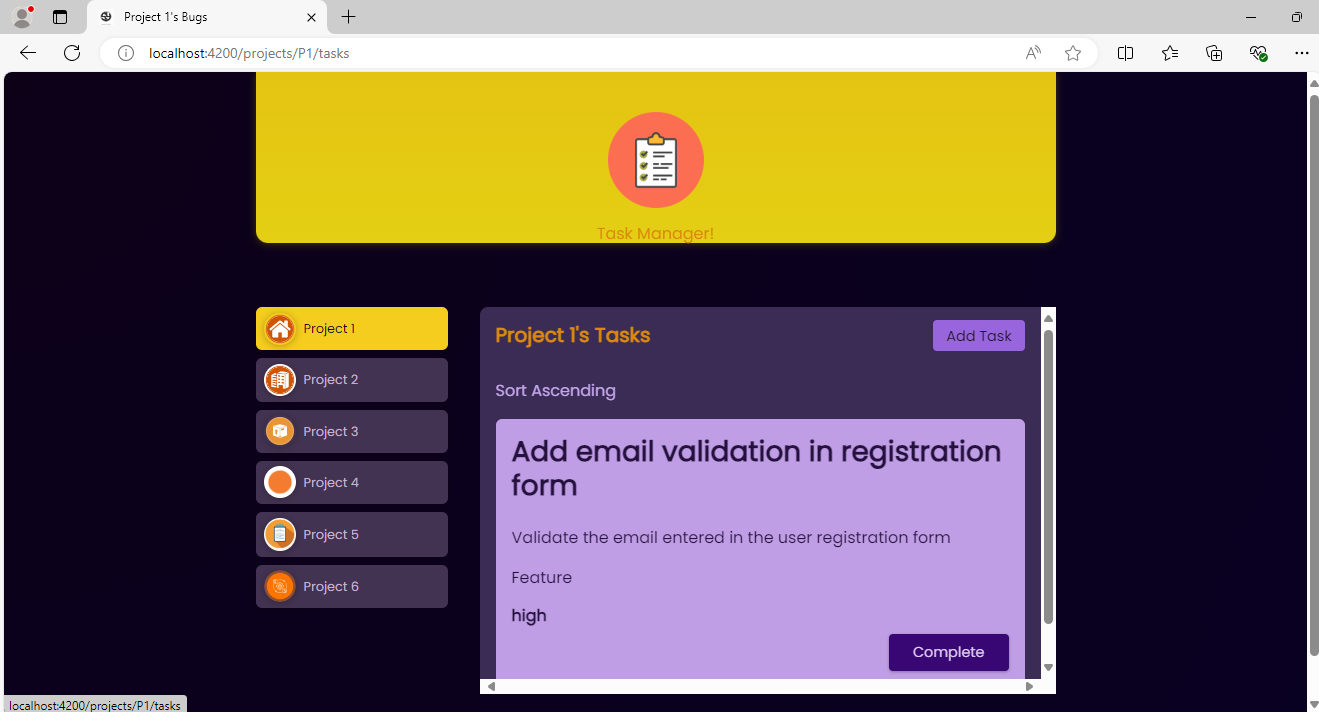 Project 1's Bugs
localhost:4200/projects/P1/tasks
Task Manager!
Project 1
Project 2
Project 3
Project 4
Project 5
Project 6
Project 1's Tasks
Add Task
Sort Ascending
Add email validation in registration
form
Validate the email entered in the user registration form
Feature
high
Complete
localhost:4200/projects/P1/tasks